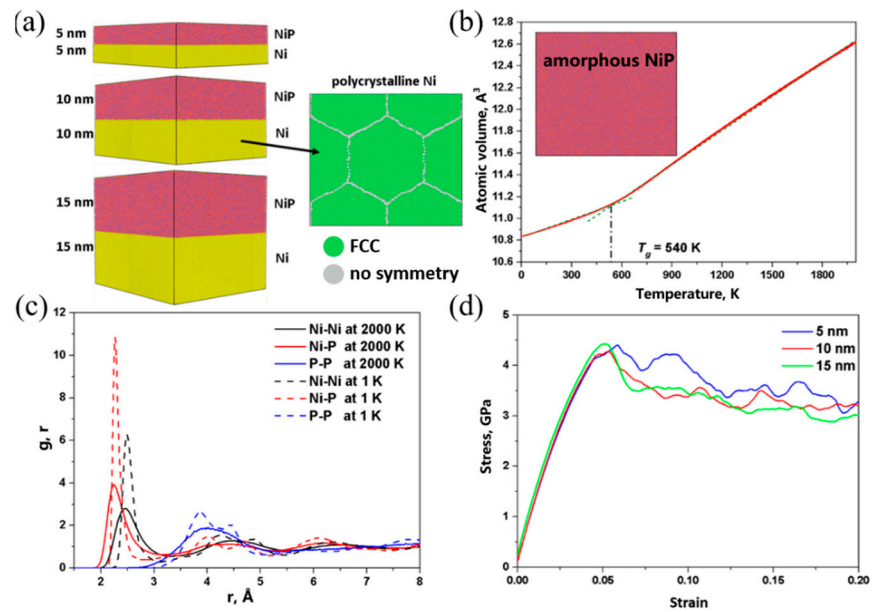 (a)
5 nm
5 nm
NiP
Ni
10 nm
10 nm
NiP
Ni
15 nm
15 nm
NiP
Ni
polycrystalline Ni
FCC
no symmetry
(b)
12.8
12.6
12.4
12.2
12.0
11.8
11.6
11.4
11.2
11.0
10.8
10.6
Atomic volume, Å³
amorphous NiP
Tg = 540 K
0 300 600 900 1200 1500 1800
Temperature, K
(c)
12
10
8
6
4
2
0
g, r
Ni-Ni at 2000 K
Ni-P at 2000 K
P-P at 2000 K
Ni-Ni at 1 K
Ni-P at 1 K
P-P at 1 K
2 3 4 5 6 7 8
r, Å
(d)
5
4
3
2
1
0
Stress, GPa
5 nm
10 nm
15 nm
0.00 0.05 0.10 0.15 0.20
Strain